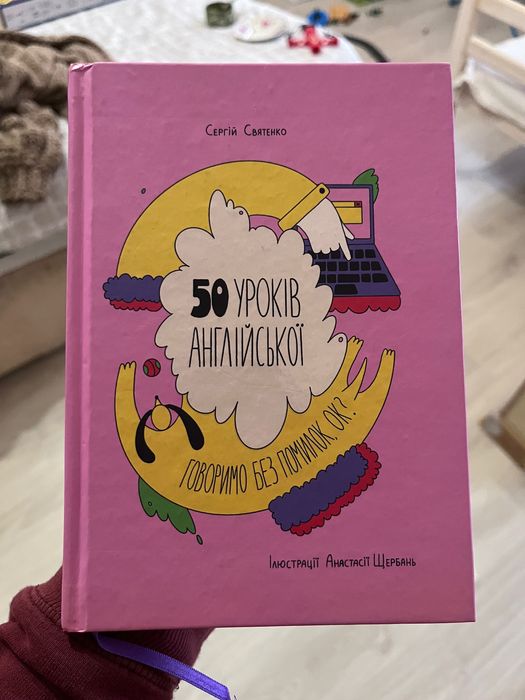 Сергій Святенко
50 уроків
англійської
Говоримо без помилок, ок?
Ілюстрації Анастасії Щербань